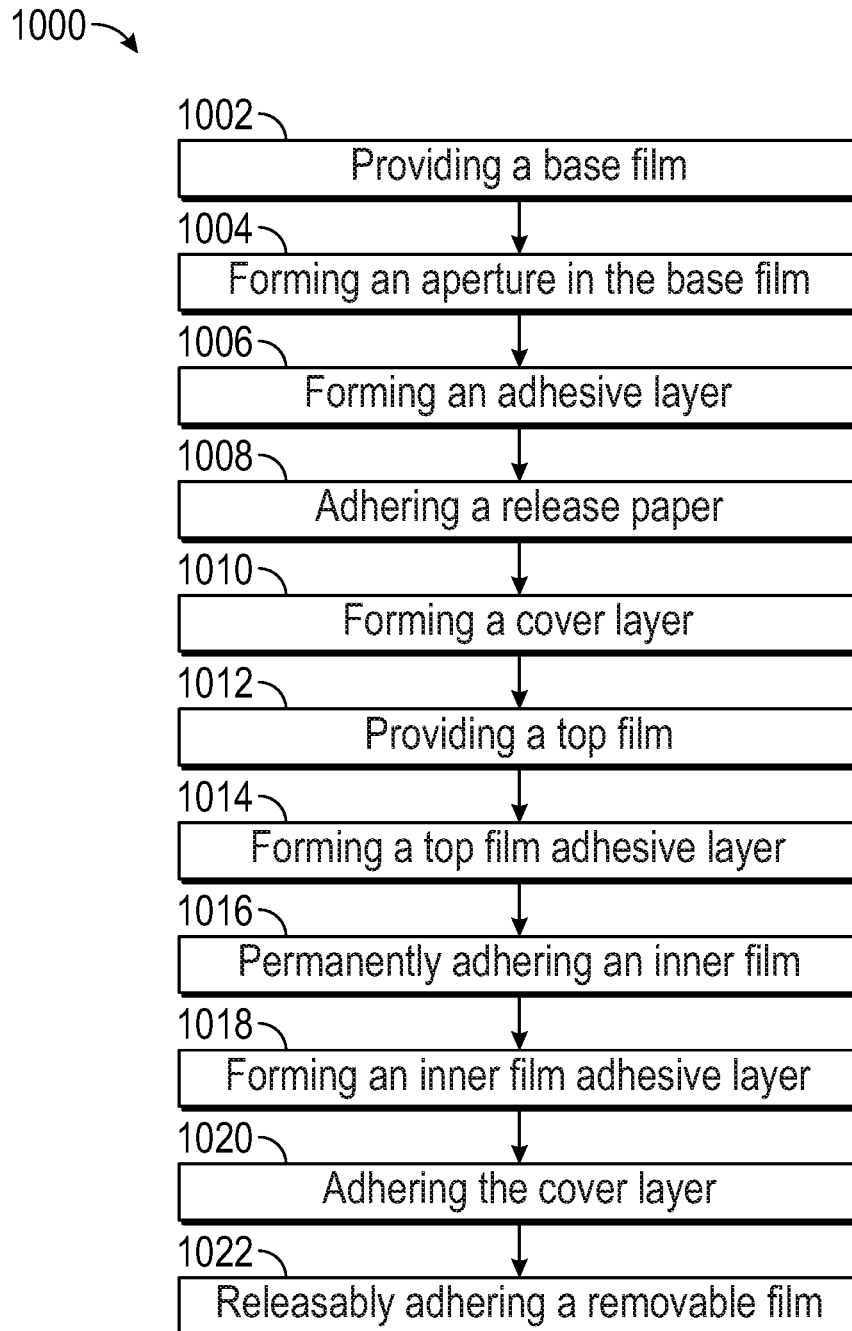 1000
1002
Providing a base film
1004
Forming an aperture in the base film
1006
Forming an adhesive layer
1008
Adhering a release paper
1010
Forming a cover layer
1012
Providing a top film
1014
Forming a top film adhesive layer
1016
Permanently adhering an inner film
1018
Forming an inner film adhesive layer
1020
Adhering the cover layer
1022
Releasably adhering a removable film